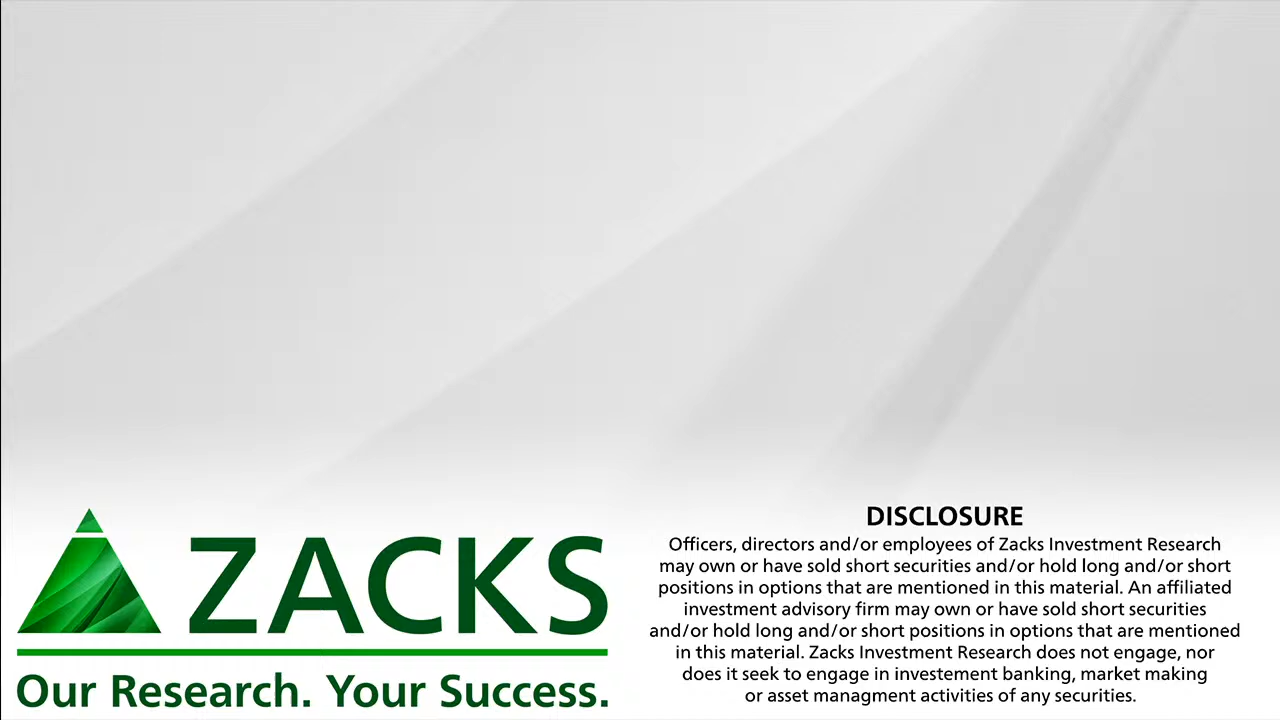 ZACKS
Our Research. Your Success.
DISCLOSURE
Officers, directors and/or employees of Zacks Investment Research
may own or have sold short securities and/or hold long and/or short
positions in options that are mentioned in this material. An affiliated
investment advisory firm may own or have sold short securities
and/or hold long and/or short positions in options that are mentioned
in this material. Zacks Investment Research does not engage, nor
does it seek to engage in investement banking, market making
or asset managment activities of any securities.